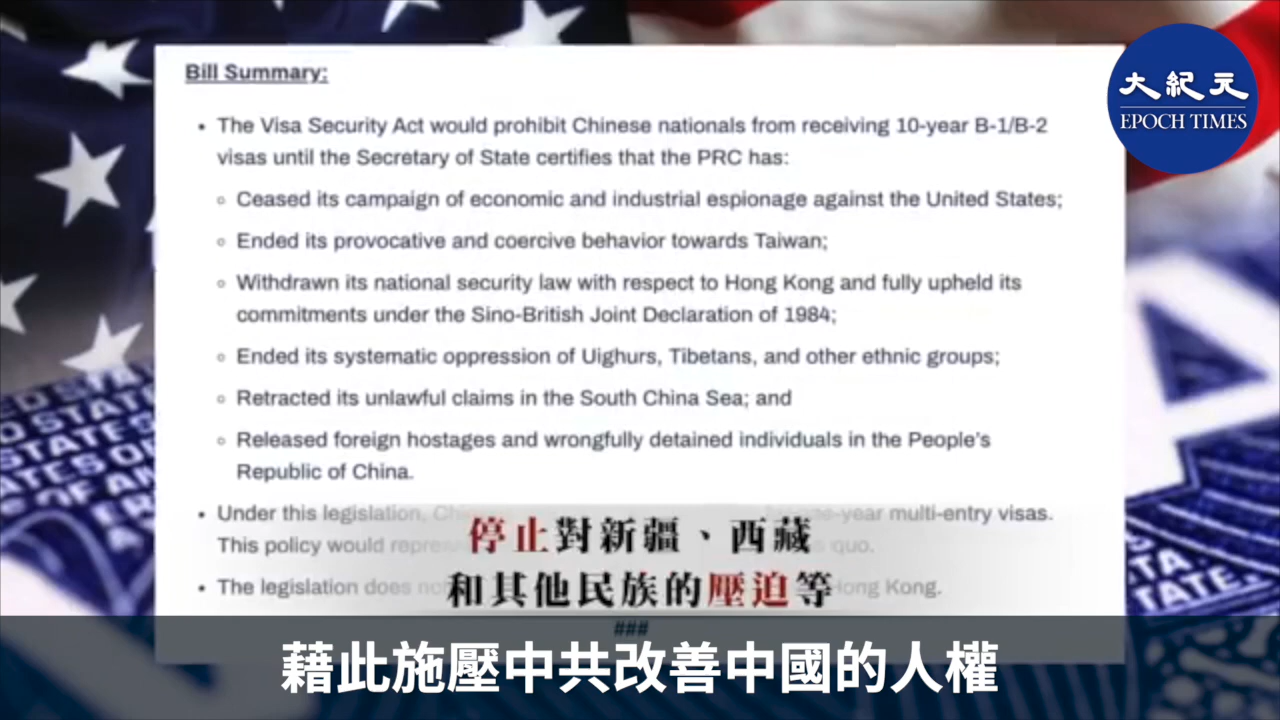 Bill Summary:
• The Visa Security Act would prohibit Chinese nationals from receiving 10-year B-1/B-2
visas until the Secretary of State certifies that the PRC has:
◦ Ceased its campaign of economic and industrial espionage against the United States;
◦ Ended its provocative and coercive behavior towards Taiwan;
◦ Withdrawn its national security law with respect to Hong Kong and fully upheld its
commitments under the Sino-British Joint Declaration of 1984;
◦ Ended its systematic oppression of Uighurs, Tibetans, and other ethnic groups;
◦ Retracted its unlawful claims in the South China Sea; and
◦ Released foreign hostages and wrongfully detained individuals in the People's
Republic of China.
• Under this legislation, year multi-entry visas.
This policy would quo.
• The legislation does Hong Kong.
###
停止對新疆、西藏
和其他民族的壓迫等
藉此施壓中共改善中國的人權
大紀元
EPOCH TIMES